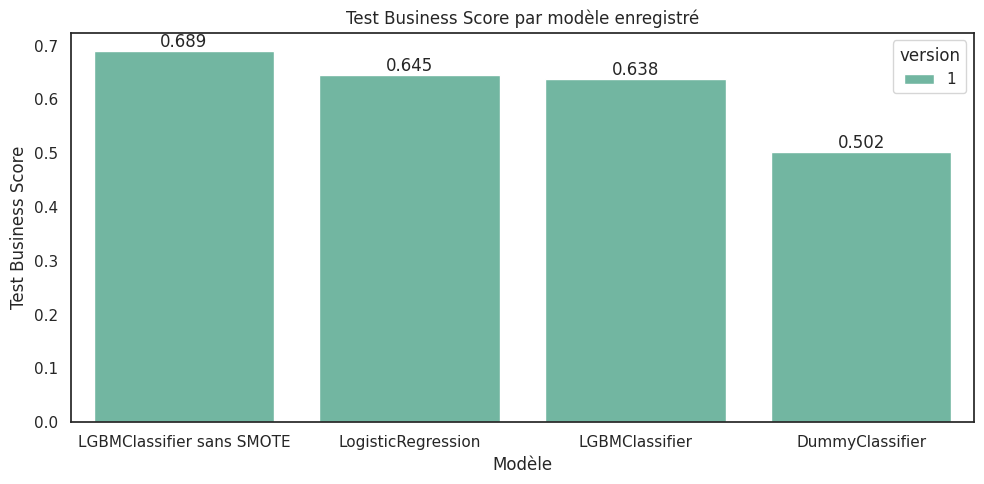 Test Business Score par modèle enregistré
version
1
0.689
0.645
0.638
0.502
Test Business Score
0.7
0.6
0.5
0.4
0.3
0.2
0.1
0.0
LGBMClassifier sans SMOTE
LogisticRegression
LGBMClassifier
DummyClassifier
Modèle